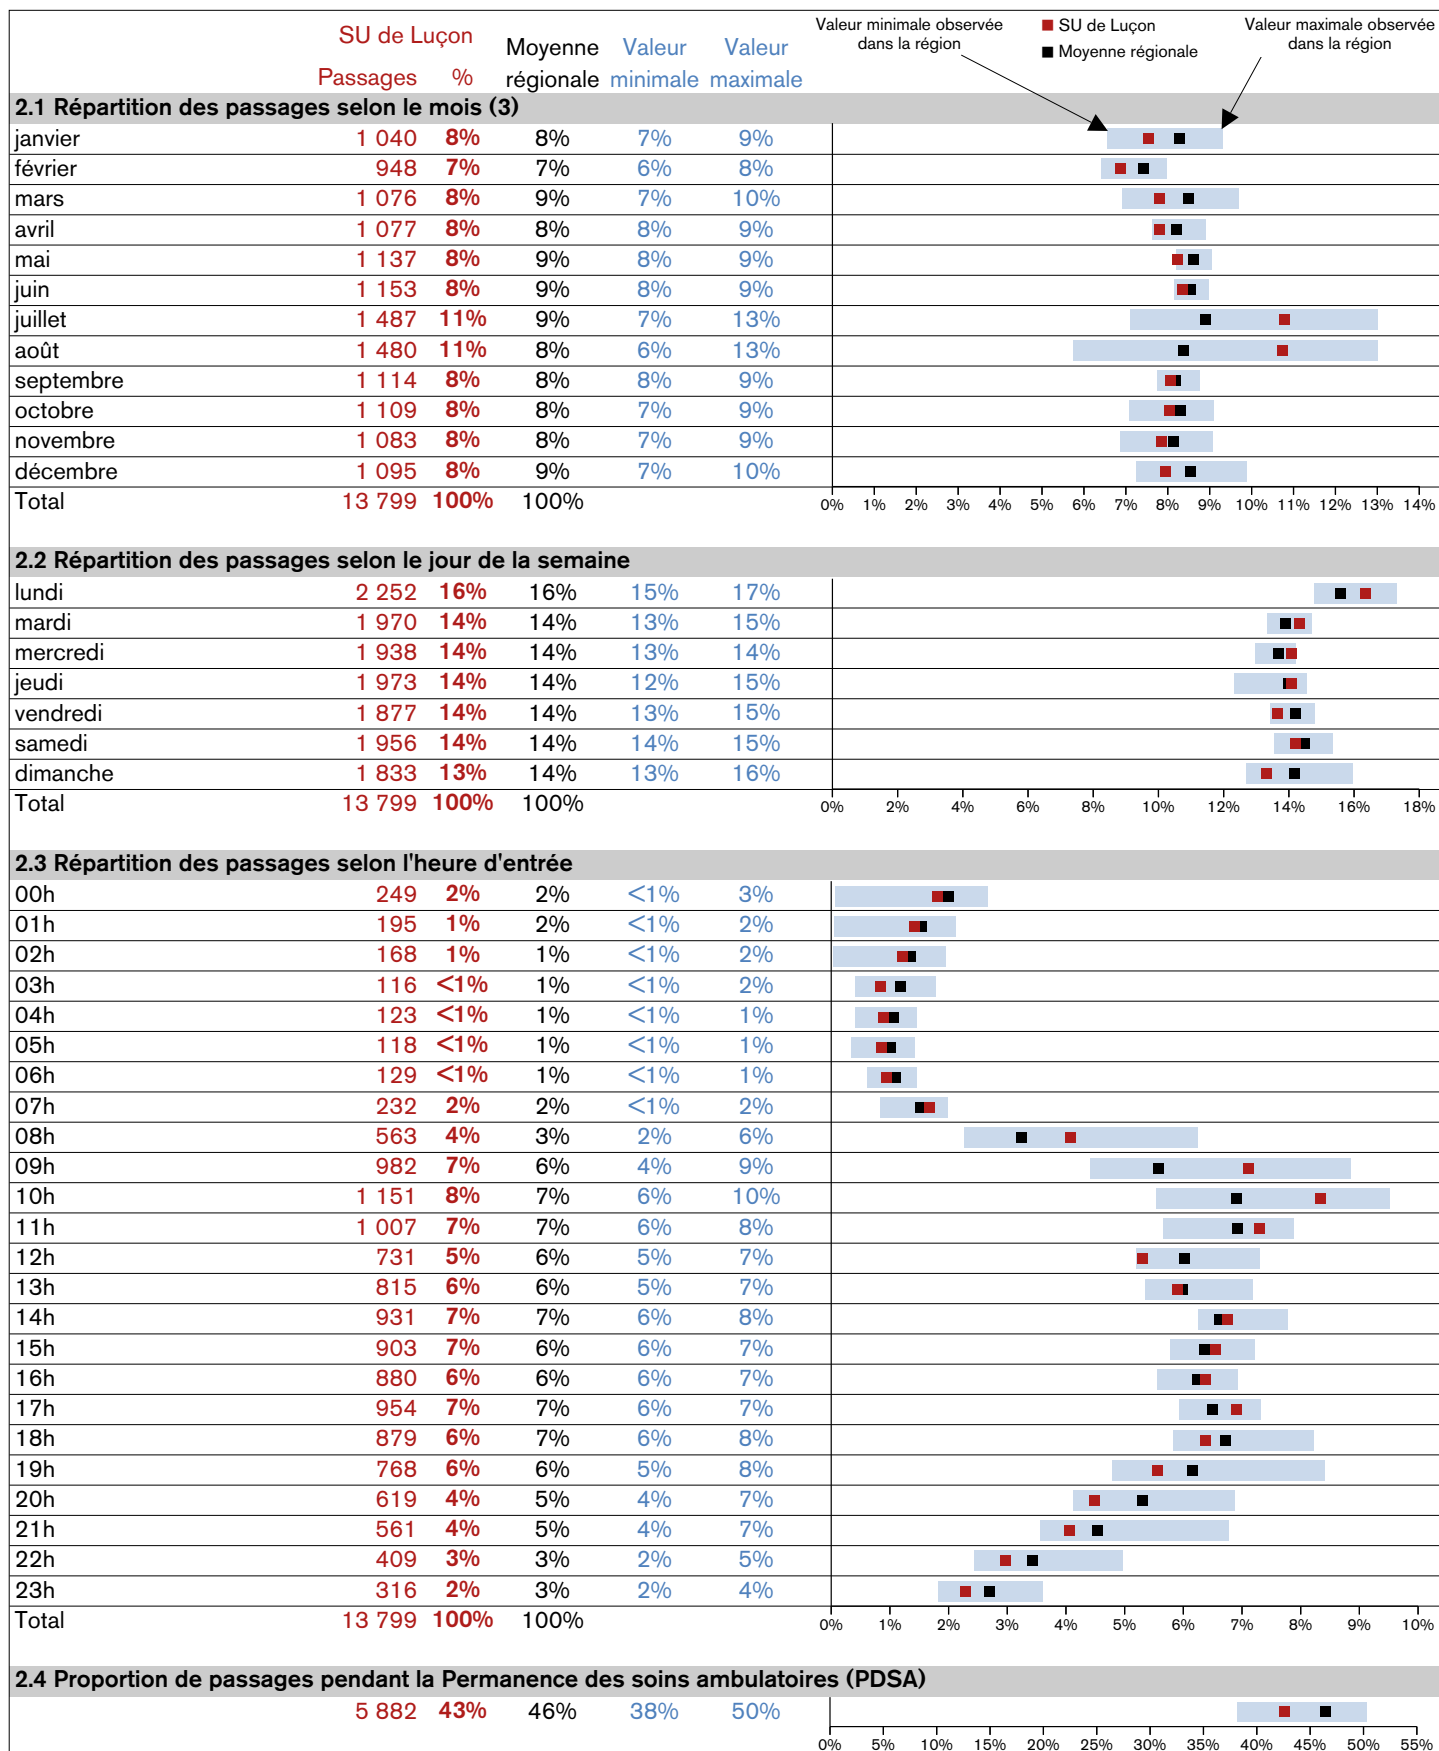 SU de Luçon
Passages % Moyenne régionale Valeur minimale Valeur maximale
Valeur minimale observée dans la région
SU de Luçon
Moyenne régionale
Valeur maximale observée dans la région
2.1 Répartition des passages selon le mois (3)
janvier 1 040 8% 8% 7% 9%
février 948 7% 7% 6% 8%
mars 1 076 8% 9% 7% 10%
avril 1 077 8% 8% 8% 9%
mai 1 137 8% 9% 8% 9%
juin 1 153 8% 9% 8% 9%
juillet 1 487 11% 9% 7% 13%
août 1 480 11% 8% 6% 13%
septembre 1 114 8% 8% 8% 9%
octobre 1 109 8% 8% 7% 9%
novembre 1 083 8% 8% 7% 9%
décembre 1 095 8% 9% 7% 10%
Total 13 799 100% 100%
0% 1% 2% 3% 4% 5% 6% 7% 8% 9% 10% 11% 12% 13% 14%
2.2 Répartition des passages selon le jour de la semaine
lundi 2 252 16% 16% 15% 17%
mardi 1 970 14% 14% 13% 15%
mercredi 1 938 14% 14% 13% 14%
jeudi 1 973 14% 14% 12% 15%
vendredi 1 877 14% 14% 13% 15%
samedi 1 956 14% 14% 14% 15%
dimanche 1 833 13% 14% 13% 16%
Total 13 799 100% 100%
0% 2% 4% 6% 8% 10% 12% 14% 16% 18%
2.3 Répartition des passages selon l'heure d'entrée
00h 249 2% 2% <1% 3%
01h 195 1% 2% <1% 2%
02h 168 1% 1% <1% 2%
03h 116 <1% 1% <1% 2%
04h 123 <1% 1% <1% 1%
05h 118 <1% 1% <1% 1%
06h 129 <1% 1% <1% 1%
07h 232 2% 2% <1% 2%
08h 563 4% 3% 2% 6%
09h 982 7% 6% 4% 9%
10h 1 151 8% 7% 6% 10%
11h 1 007 7% 7% 6% 8%
12h 731 5% 6% 5% 7%
13h 815 6% 6% 5% 7%
14h 931 7% 7% 6% 8%
15h 903 7% 6% 6% 7%
16h 880 6% 6% 6% 7%
17h 954 7% 7% 6% 7%
18h 879 6% 7% 6% 8%
19h 768 6% 6% 5% 8%
20h 619 4% 5% 4% 7%
21h 561 4% 5% 4% 7%
22h 409 3% 3% 2% 5%
23h 316 2% 3% 2% 4%
Total 13 799 100% 100%
0% 1% 2% 3% 4% 5% 6% 7% 8% 9% 10%
2.4 Proportion de passages pendant la Permanence des soins ambulatoires (PDSA)
5 882 43% 46% 38% 50%
0% 5% 10% 15% 20% 25% 30% 35% 40% 45% 50% 55%